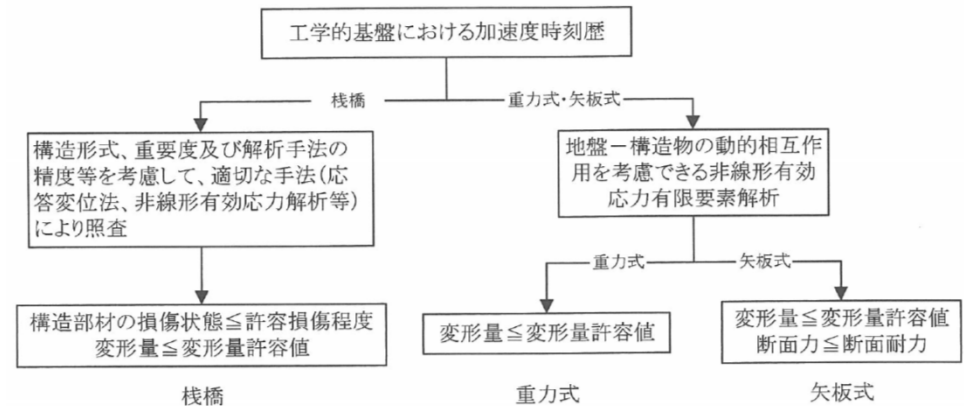 工学的基盤における加速度時刻歴
桟橋
重力式・矢板式
構造形式、重要度及び解析手法の
精度等を考慮して、適切な手法(応
答変位法、非線形有効応力解析等)
により照査
地盤－構造物の動的相互作
用を考慮できる非線形有効
応力有限要素解析
重力式
矢板式
構造部材の損傷状態≦許容損傷程度
変形量≦変形量許容値
変形量≦変形量許容値
変形量≦変形量許容値
断面力≦断面耐力
桟橋
重力式
矢板式